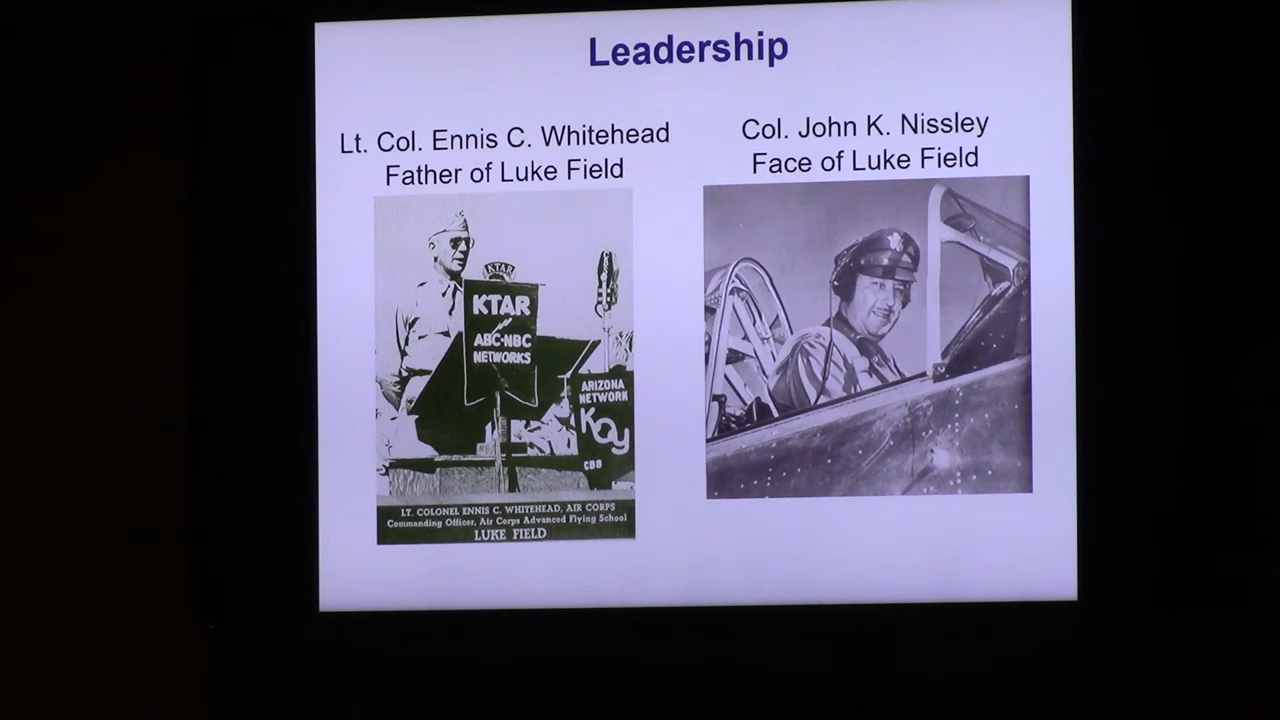 Leadership
Lt. Col. Ennis C. Whitehead
Father of Luke Field
Col. John K. Nissley
Face of Luke Field
KTAR
KTAR
ABC-NBC
NETWORKS
ARIZONA
NETWORK
KOy
CBS
LT. COLONEL ENNIS C. WHITEHEAD, AIR CORPS
Commanding Officer, Air Corps Advanced Flying School
LUKE FIELD